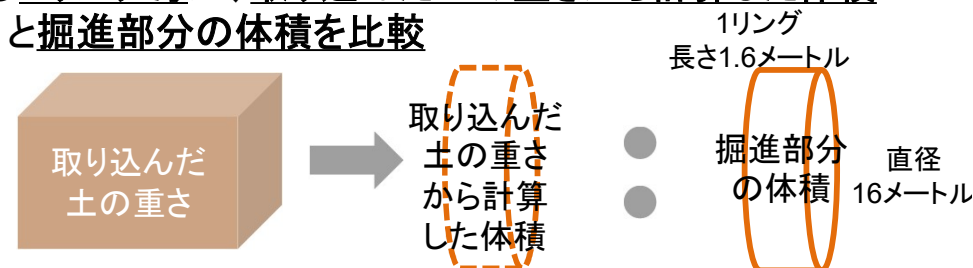 と掘進部分の体積を比較
1リング
長さ1.6メートル
取り込んだ
土の重さ
取り込んだ
土の重さ
から計算
した体積
掘進部分
の体積
直径
16メートル